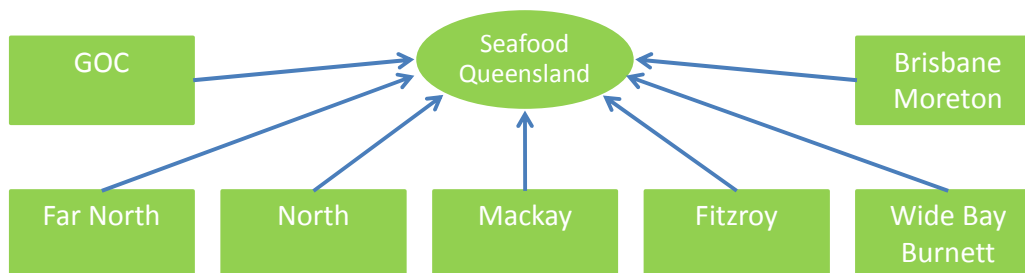 GOC
Seafood
Queensland
Brisbane
Moreton
Far North
North
Mackay
Fitzroy
Wide Bay
Burnett